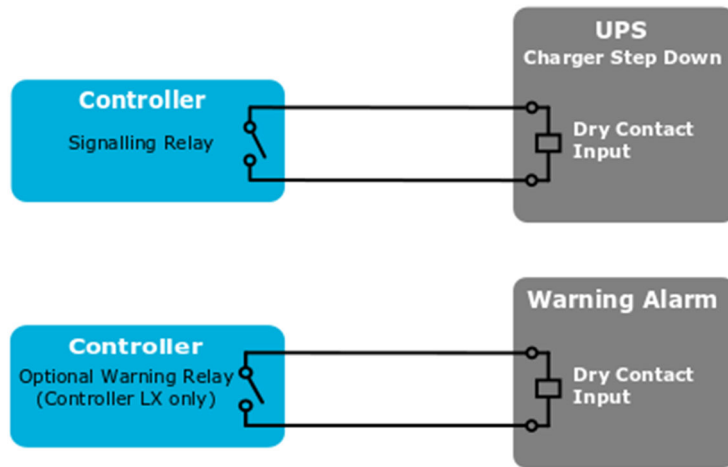 UPS
Charger Step Down
Controller
Signalling Relay
Dry Contact
Input
Warning Alarm
Controller
Optional Warning Relay
(Controller LX only)
Dry Contact
Input